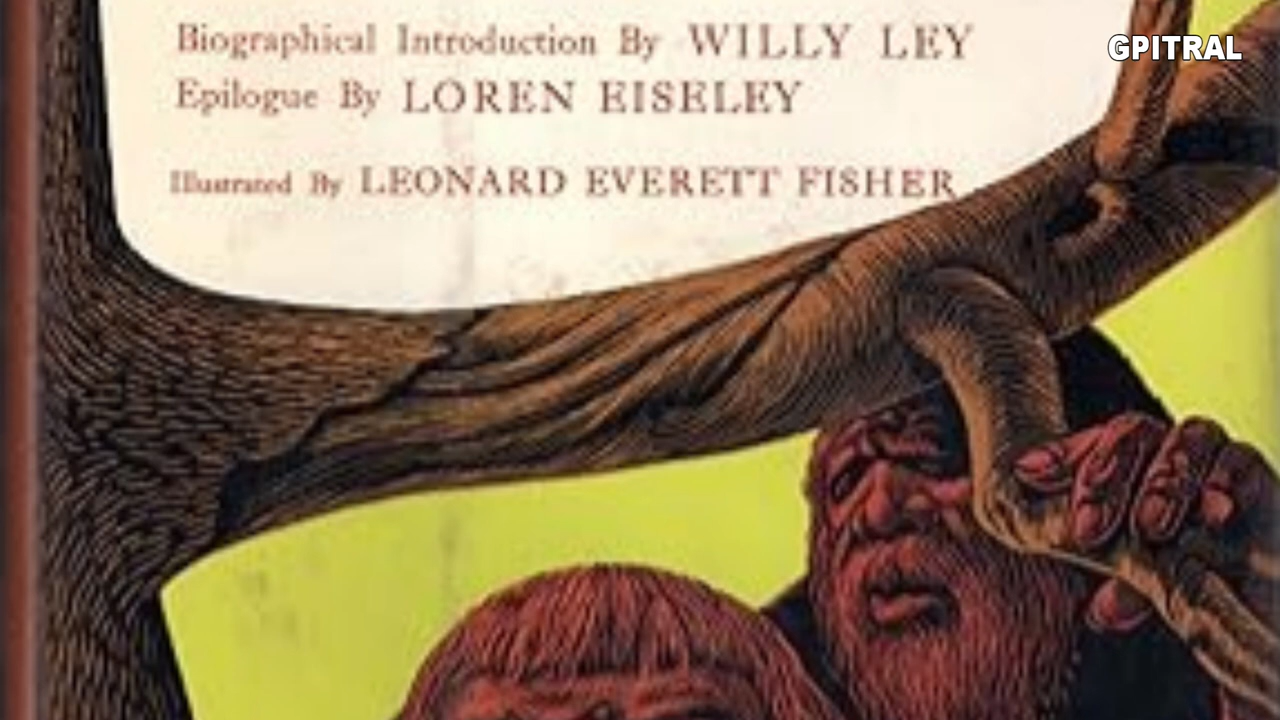 Biographical Introduction By WILLY LEY
GPITRAL
Epilogue By LOREN EISELEY
Illustrated By LEONARD EVERETT FISHER